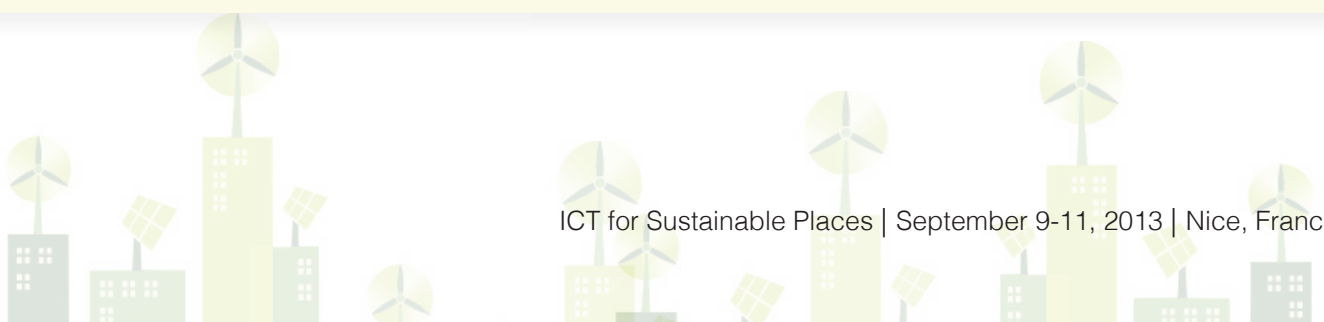 ICT for Sustainable Places | September 9-11, 2013 | Nice, Franc